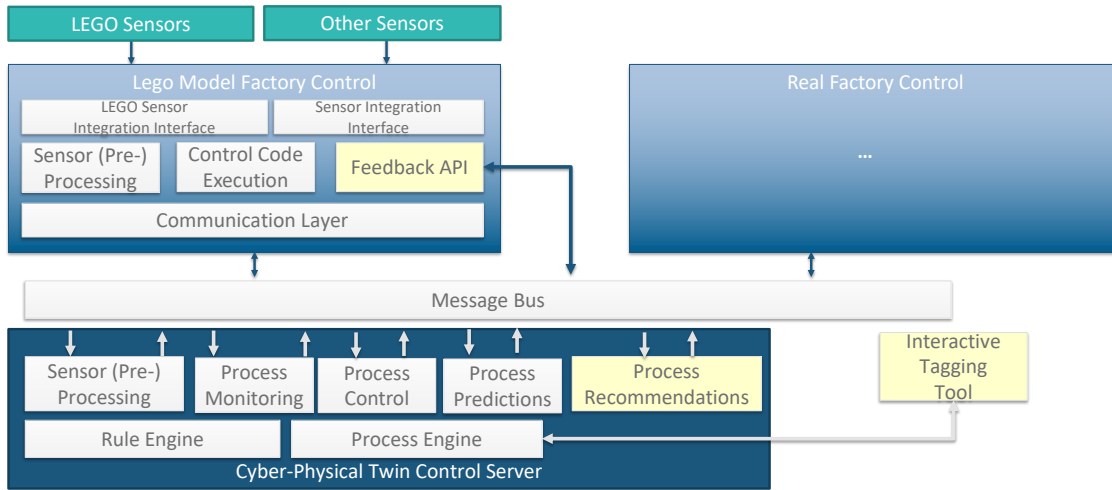 LEGO Sensors
Other Sensors
Lego Model Factory Control
Real Factory Control
LEGO Sensor
Integration Interface
Sensor Integration
Interface
Sensor (Pre-)
Processing
Control Code
Execution
Feedback API
...
Communication Layer
Message Bus
Sensor (Pre-)
Processing
Process
Monitoring
Process
Control
Process
Predictions
Process
Recommendations
Interactive
Tagging
Tool
Rule Engine
Process Engine
Cyber-Physical Twin Control Server